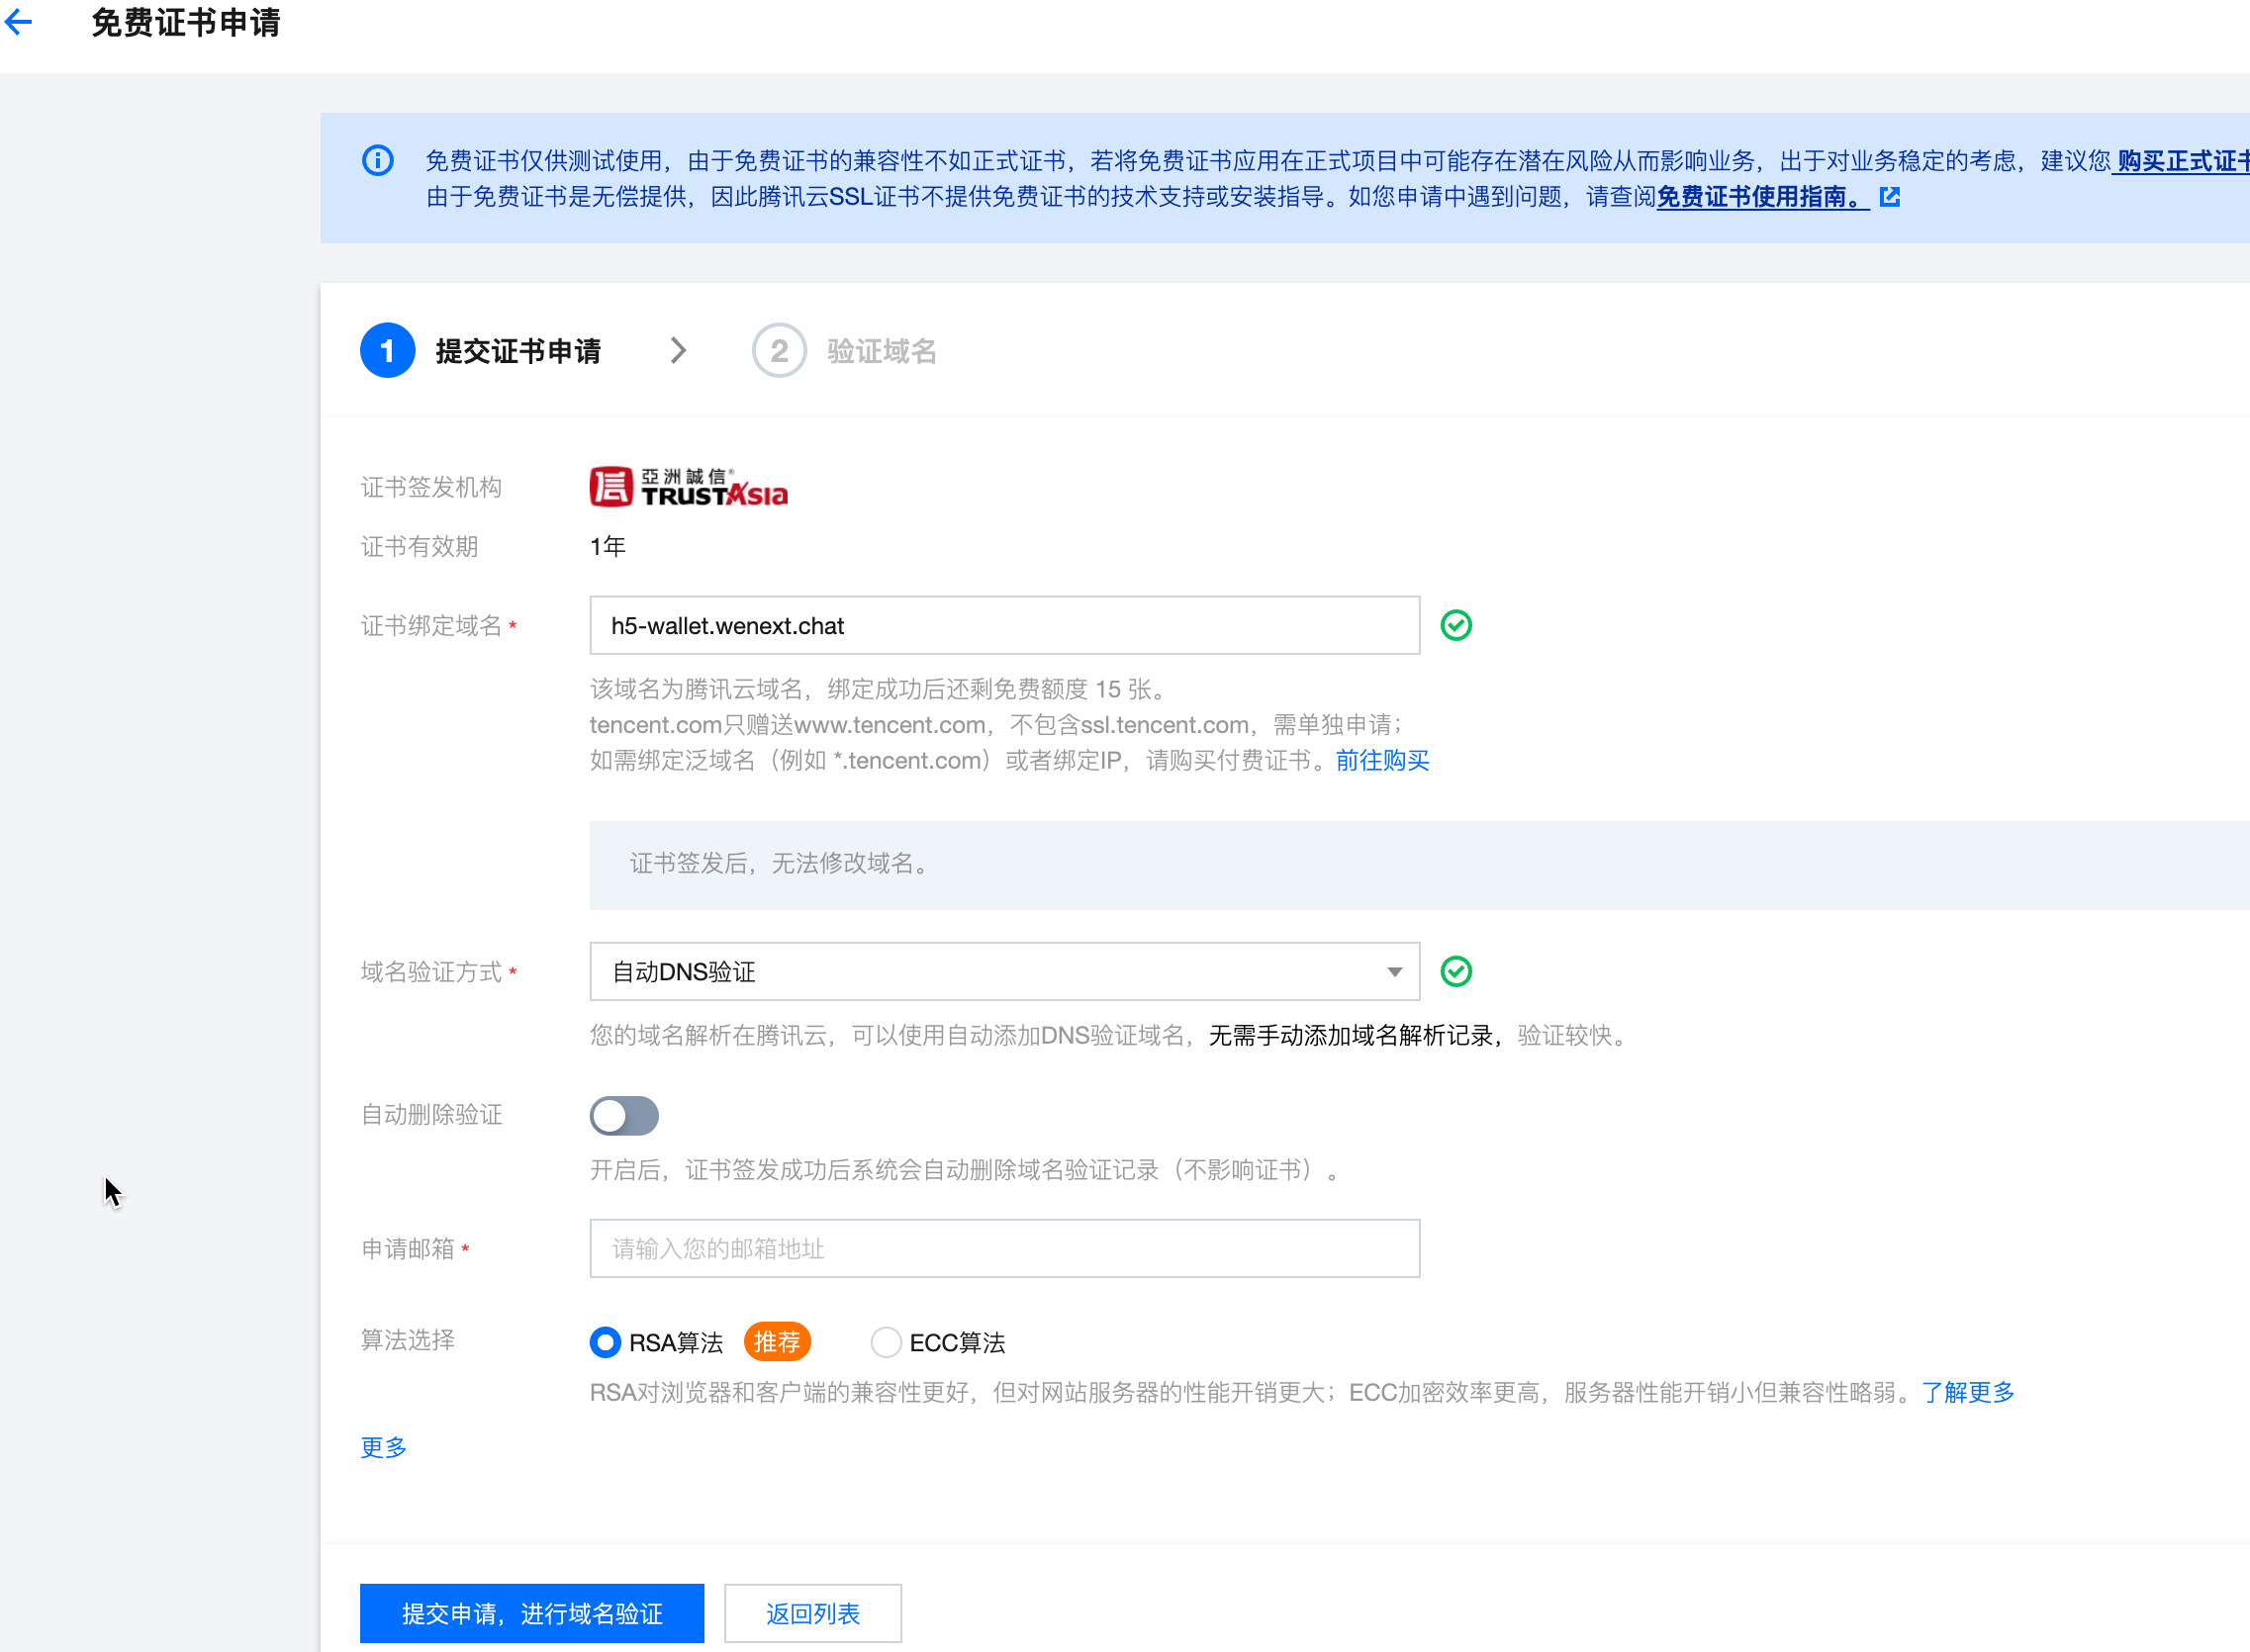 免费证书申请
免费证书仅供测试使用，由于免费证书的兼容性不如正式证书，若将免费证书应用在正式项目中可能存在潜在风险从而影响业务，出于对业务稳定的考虑，建议您 购买正式证书
由于免费证书是无偿提供，因此腾讯云SSL证书不提供免费证书的技术支持或安装指导。如您申请中遇到问题，请查阅免费证书使用指南。
1 提交证书申请 2 验证域名
证书签发机构 亞洲誠信® TRUSTASIA
证书有效期 1年
证书绑定域名 * h5-wallet.wenext.chat
该域名为腾讯云域名，绑定成功后还剩免费额度 15 张。
tencent.com只赠送www.tencent.com，不包含ssl.tencent.com，需单独申请；
如需绑定泛域名（例如 *.tencent.com）或者绑定IP，请购买付费证书。前往购买
证书签发后，无法修改域名。
域名验证方式 * 自动DNS验证
您的域名解析在腾讯云，可以使用自动添加DNS验证域名，无需手动添加域名解析记录，验证较快。
自动删除验证
开启后，证书签发成功后系统会自动删除域名验证记录（不影响证书）。
申请邮箱 * 请输入您的邮箱地址
算法选择 RSA算法 推荐 ECC算法
RSA对浏览器和客户端的兼容性更好，但对网站服务器的性能开销更大；ECC加密效率更高，服务器性能开销小但兼容性略弱。了解更多
更多
提交申请，进行域名验证 返回列表